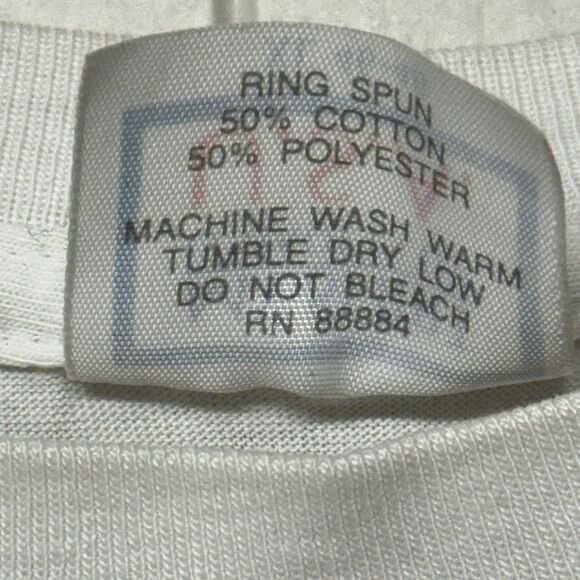 RING SPUN
50% COTTON
50% POLYESTER
MACHINE WASH WARM
TUMBLE DRY LOW
DO NOT BLEACH
RN 88884